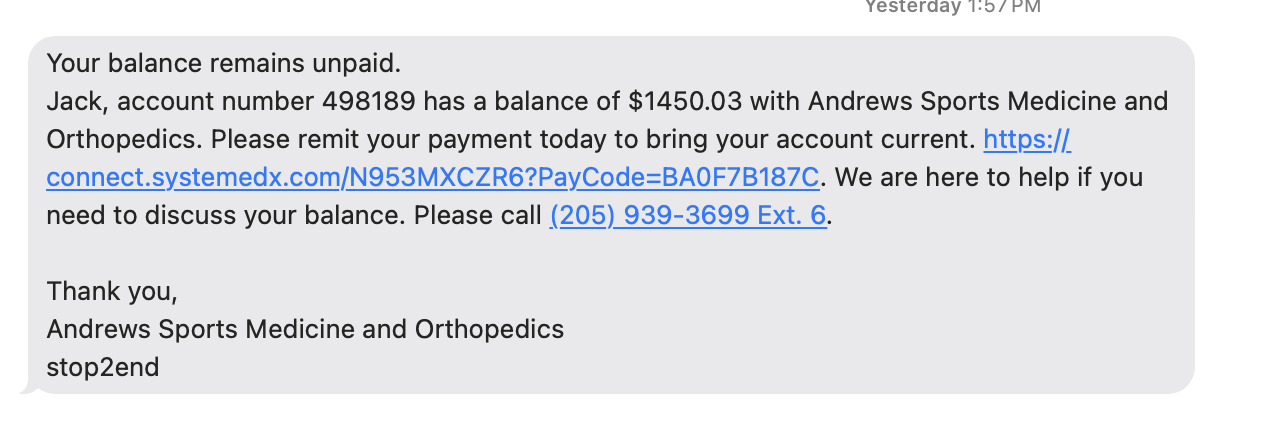 Yesterday 1:57 PM
Your balance remains unpaid.
Jack, account number 498189 has a balance of $1450.03 with Andrews Sports Medicine and
Orthopedics. Please remit your payment today to bring your account current. https://
connect.systemedx.com/N953MXCZR6?PayCode=BA0F7B187C. We are here to help if you
need to discuss your balance. Please call (205) 939-3699 Ext. 6.
Thank you,
Andrews Sports Medicine and Orthopedics
stop2end